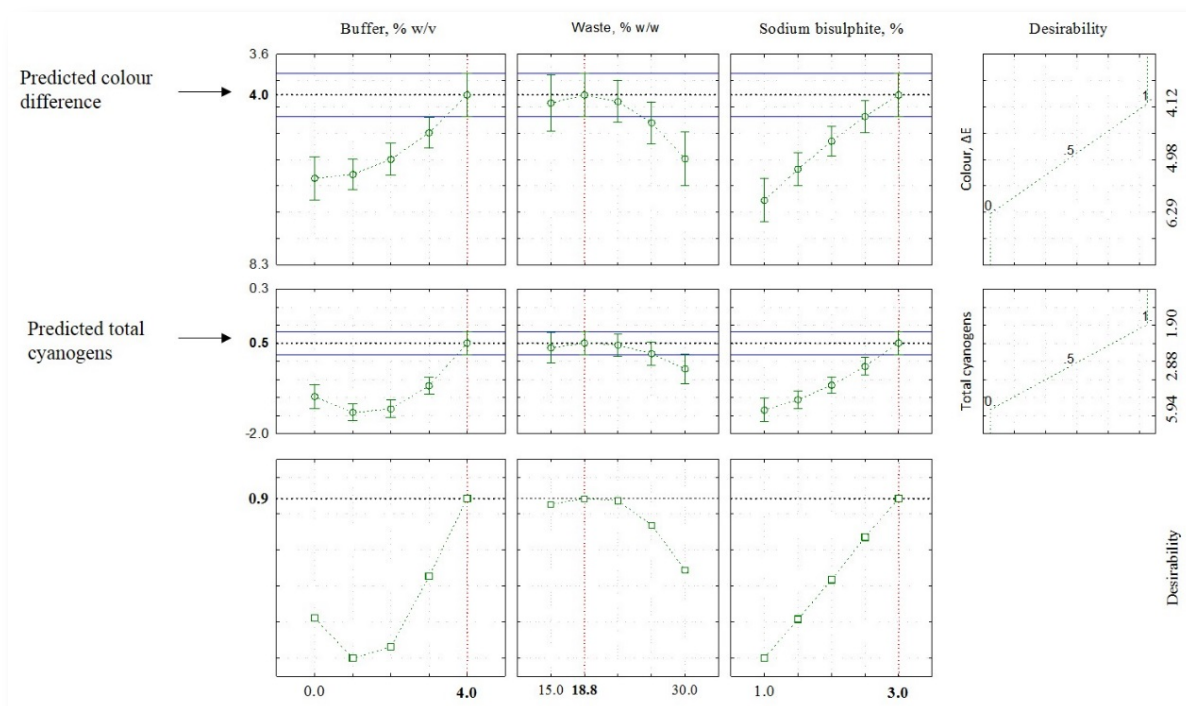 Buffer, % w/v
Waste, % w/w
Sodium bisulphite, %
Desirability
Predicted colour
difference
3.6
4.0
8.3
Colour, ΔE
0
5
1
4.12
4.98
6.29
Predicted total
cyanogens
0.3
0.5
-2.0
Total cyanogens
0
5
1
1.90
2.88
5.94
0.9
Desirability
0.0
4.0
15.0
18.8
30.0
1.0
3.0